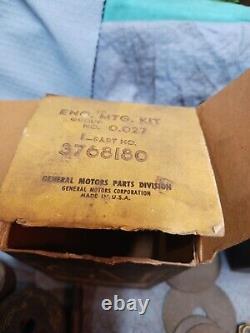 ENG. MTG. KIT
GROUP
NO. 0.027
1-PART NO.
3768180
GENERAL MOTORS PARTS DIVISION
GENERAL MOTORS CORPORATION
MADE IN U.S.A.